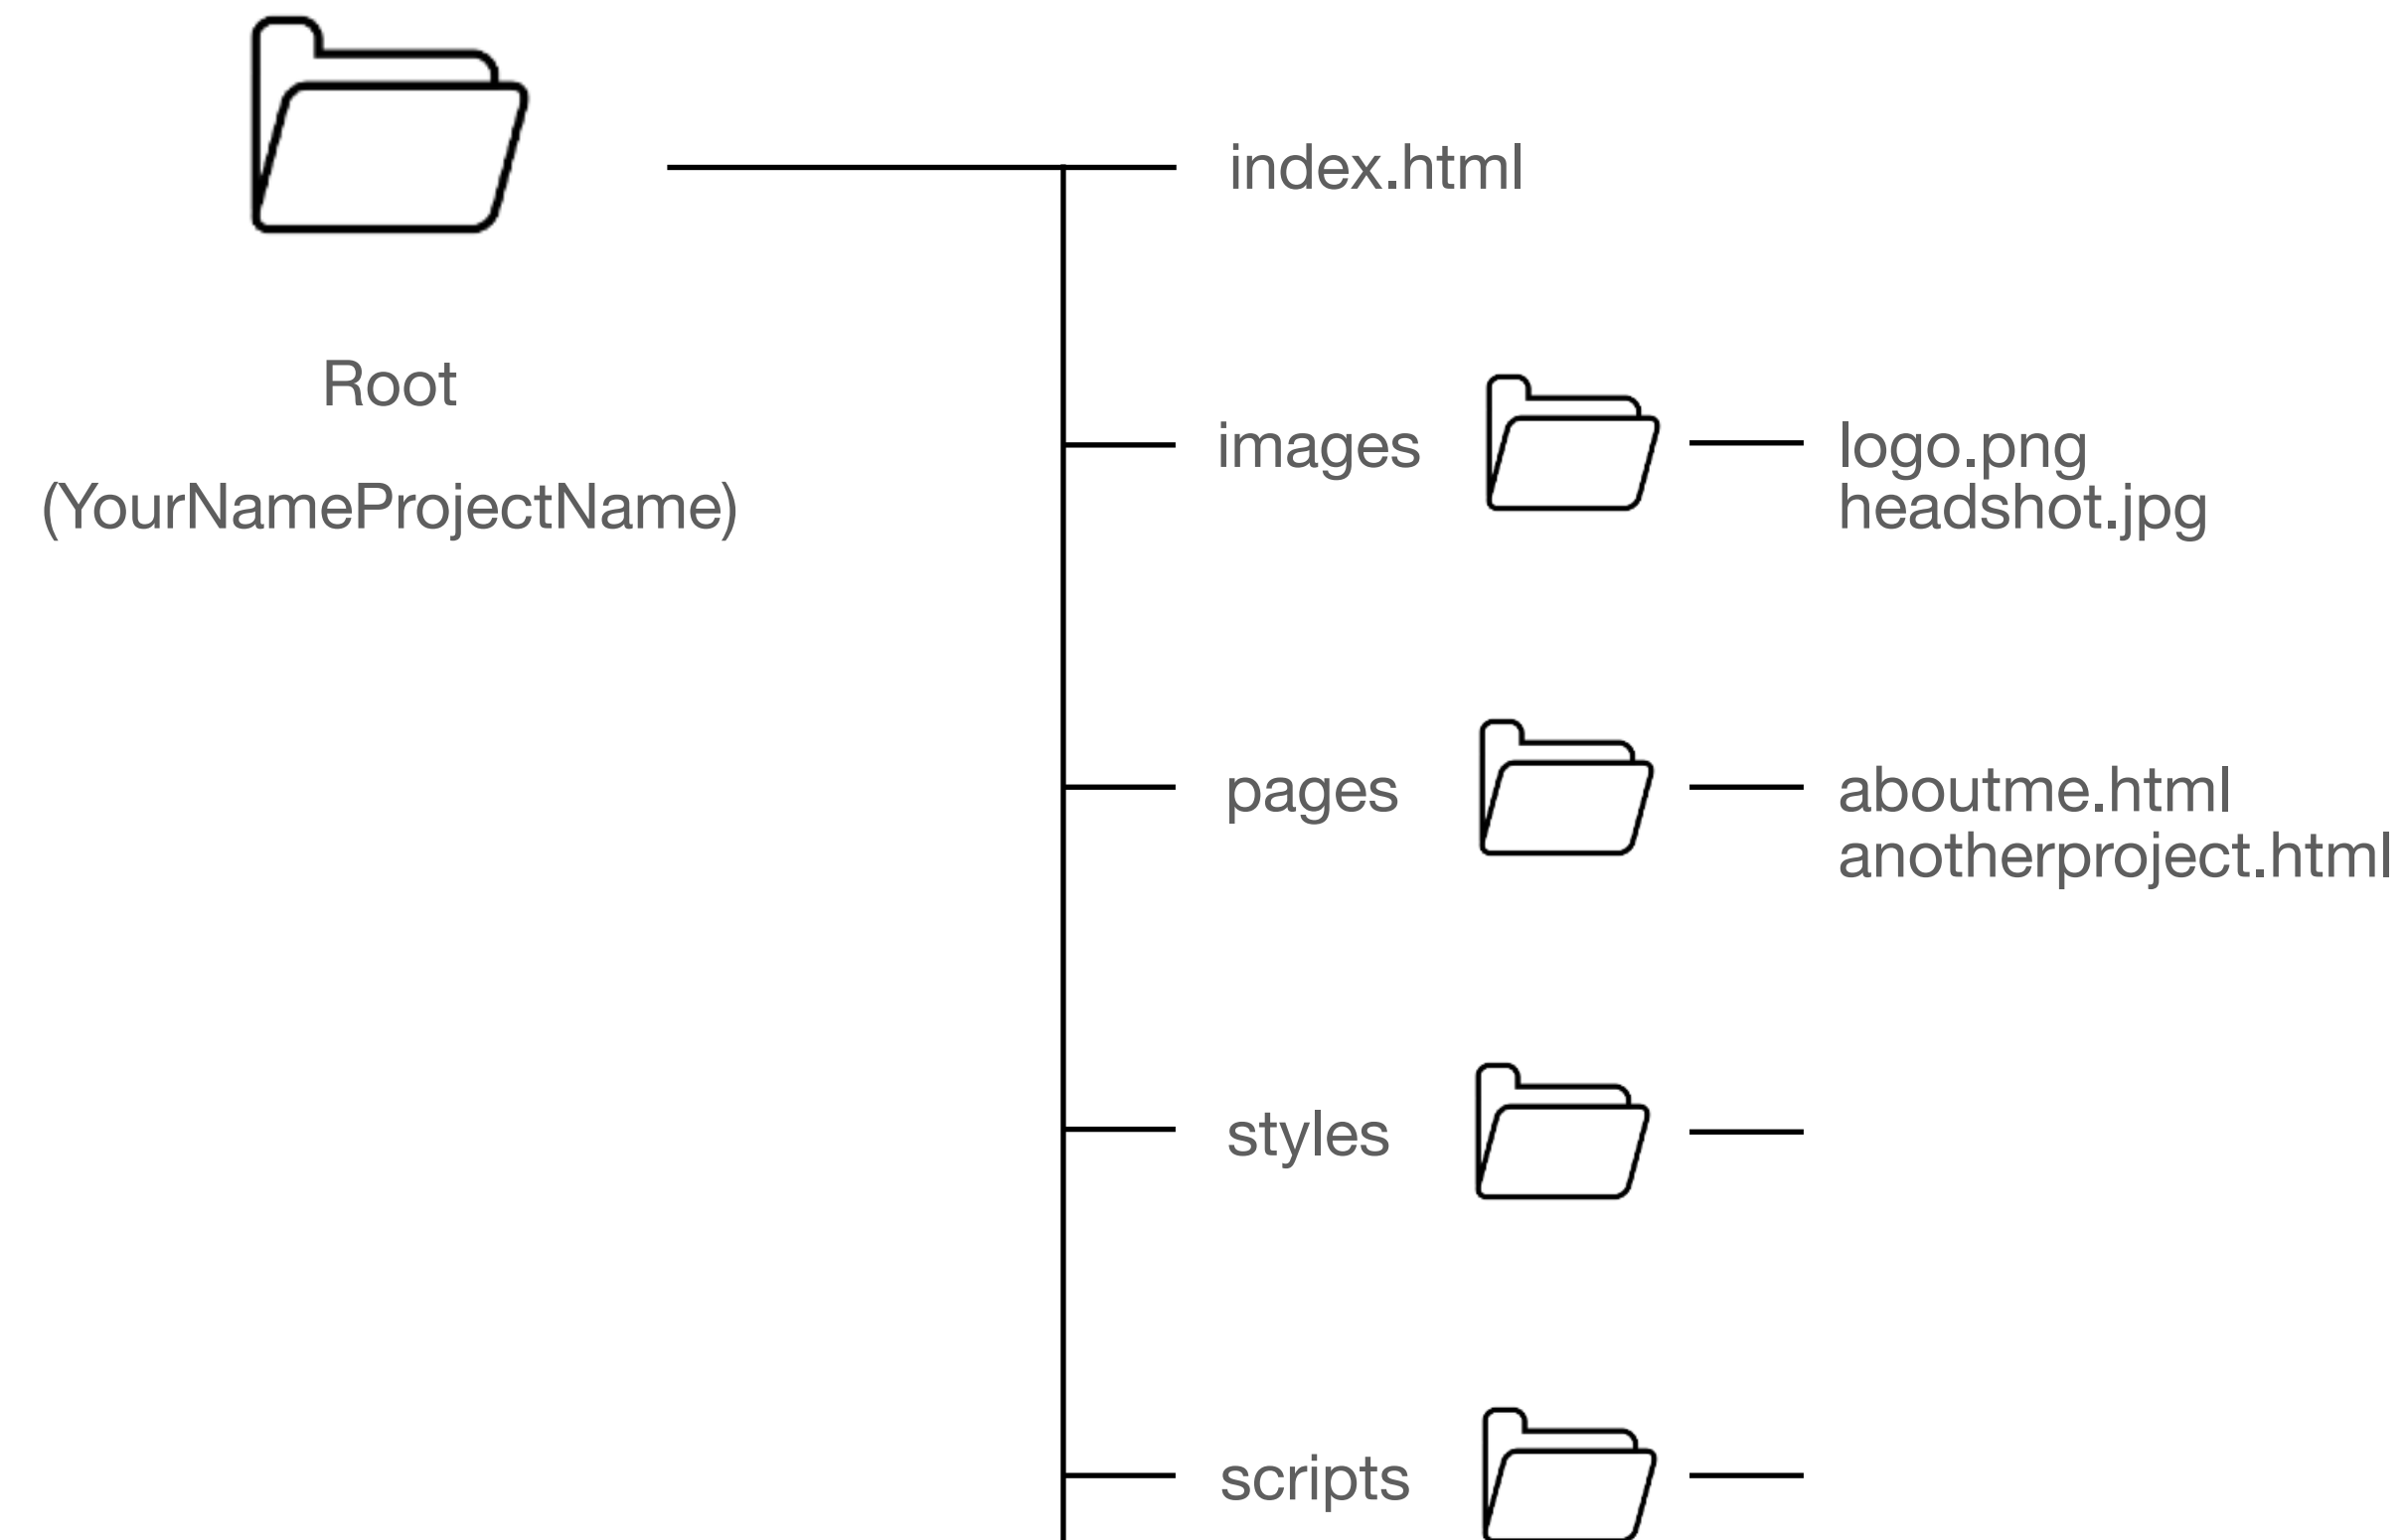 index.html
Root
(YourNameProjectName)
images
logo.png
headshot.jpg
pages
aboutme.html
anotherproject.html
styles
scripts